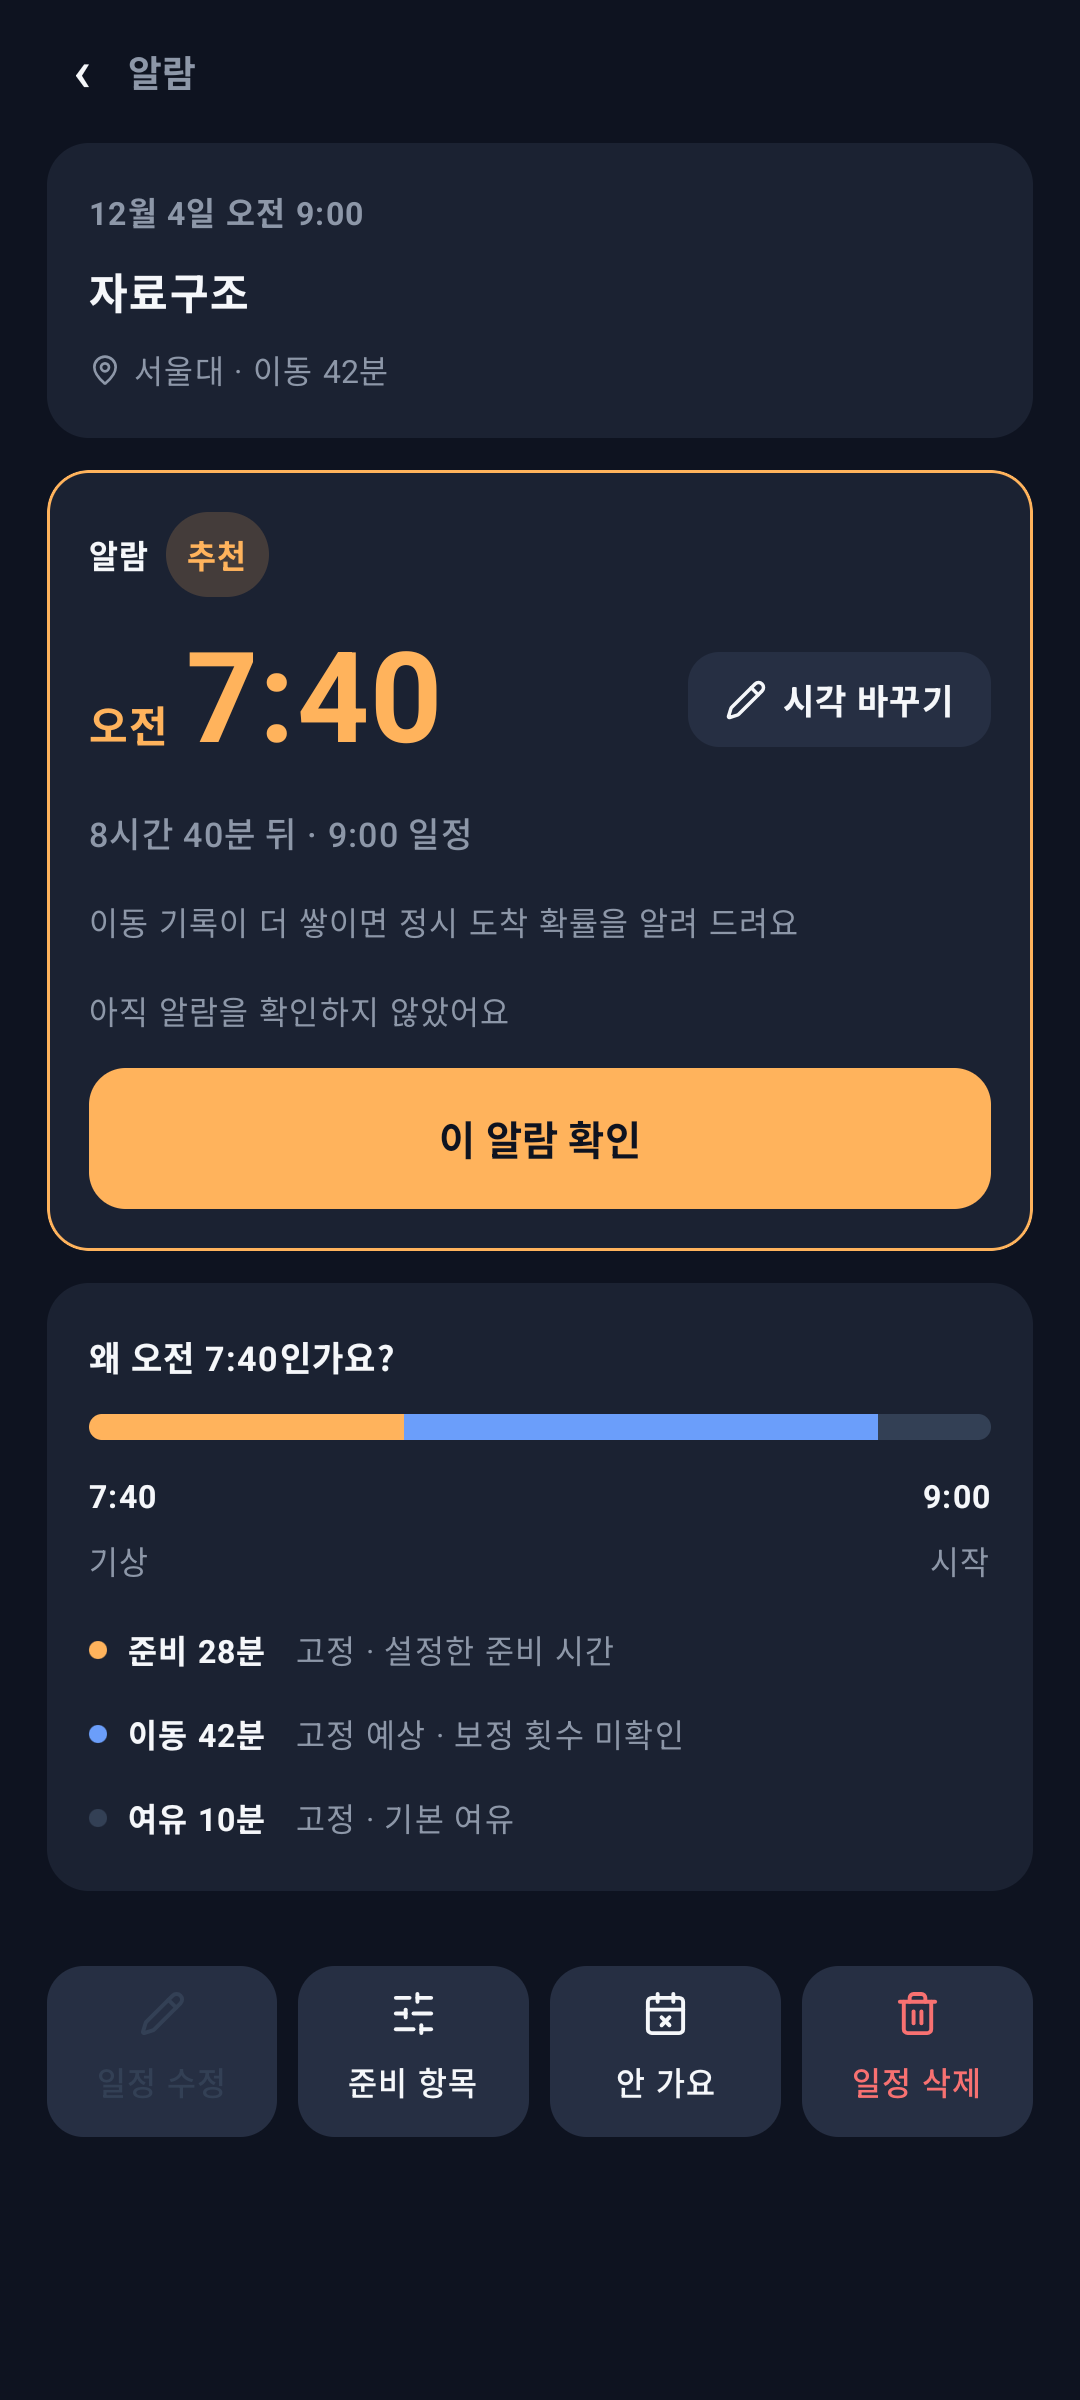 알람
12월 4일 오전 9:00
자료구조
서울대 · 이동 42분
알람 추천
오전 7:40
시각 바꾸기
8시간 40분 뒤 · 9:00 일정
이동 기록이 더 쌓이면 정시 도착 확률을 알려 드려요
아직 알람을 확인하지 않았어요
이 알람 확인
왜 오전 7:40인가요?
7:40 9:00
기상 시작
준비 28분 고정 · 설정한 준비 시간
이동 42분 고정 예상 · 보정 횟수 미확인
여유 10분 고정 · 기본 여유
일정 수정 준비 항목 안 가요 일정 삭제